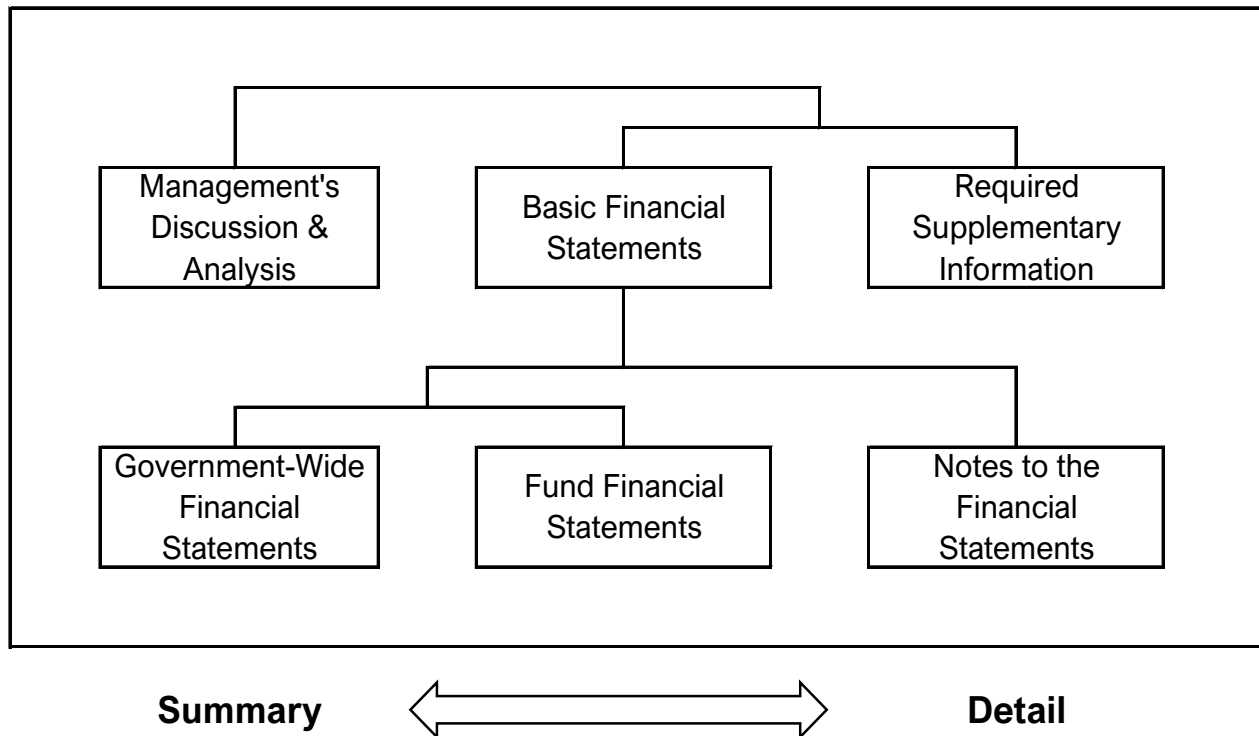 Management's
Discussion &
Analysis
Basic Financial
Statements
Required
Supplementary
Information
Government-Wide
Financial
Statements
Fund Financial
Statements
Notes to the
Financial
Statements
Summary
Detail